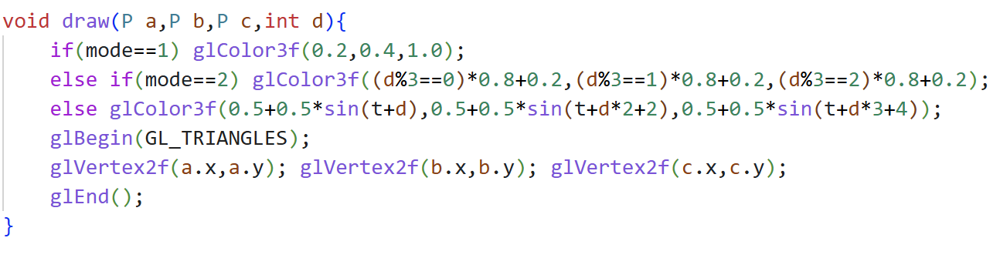 void draw(P a,P b,P c,int d){
    if(mode==1) glColor3f(0.2,0.4,1.0);
    else if(mode==2) glColor3f((d%3==0)*0.8+0.2,(d%3==1)*0.8+0.2,(d%3==2)*0.8+0.2);
    else glColor3f(0.5+0.5*sin(t+d),0.5+0.5*sin(t+d*2+2),0.5+0.5*sin(t+d*3+4));
    glBegin(GL_TRIANGLES);
    glVertex2f(a.x,a.y); glVertex2f(b.x,b.y); glVertex2f(c.x,c.y);
    glEnd();
}